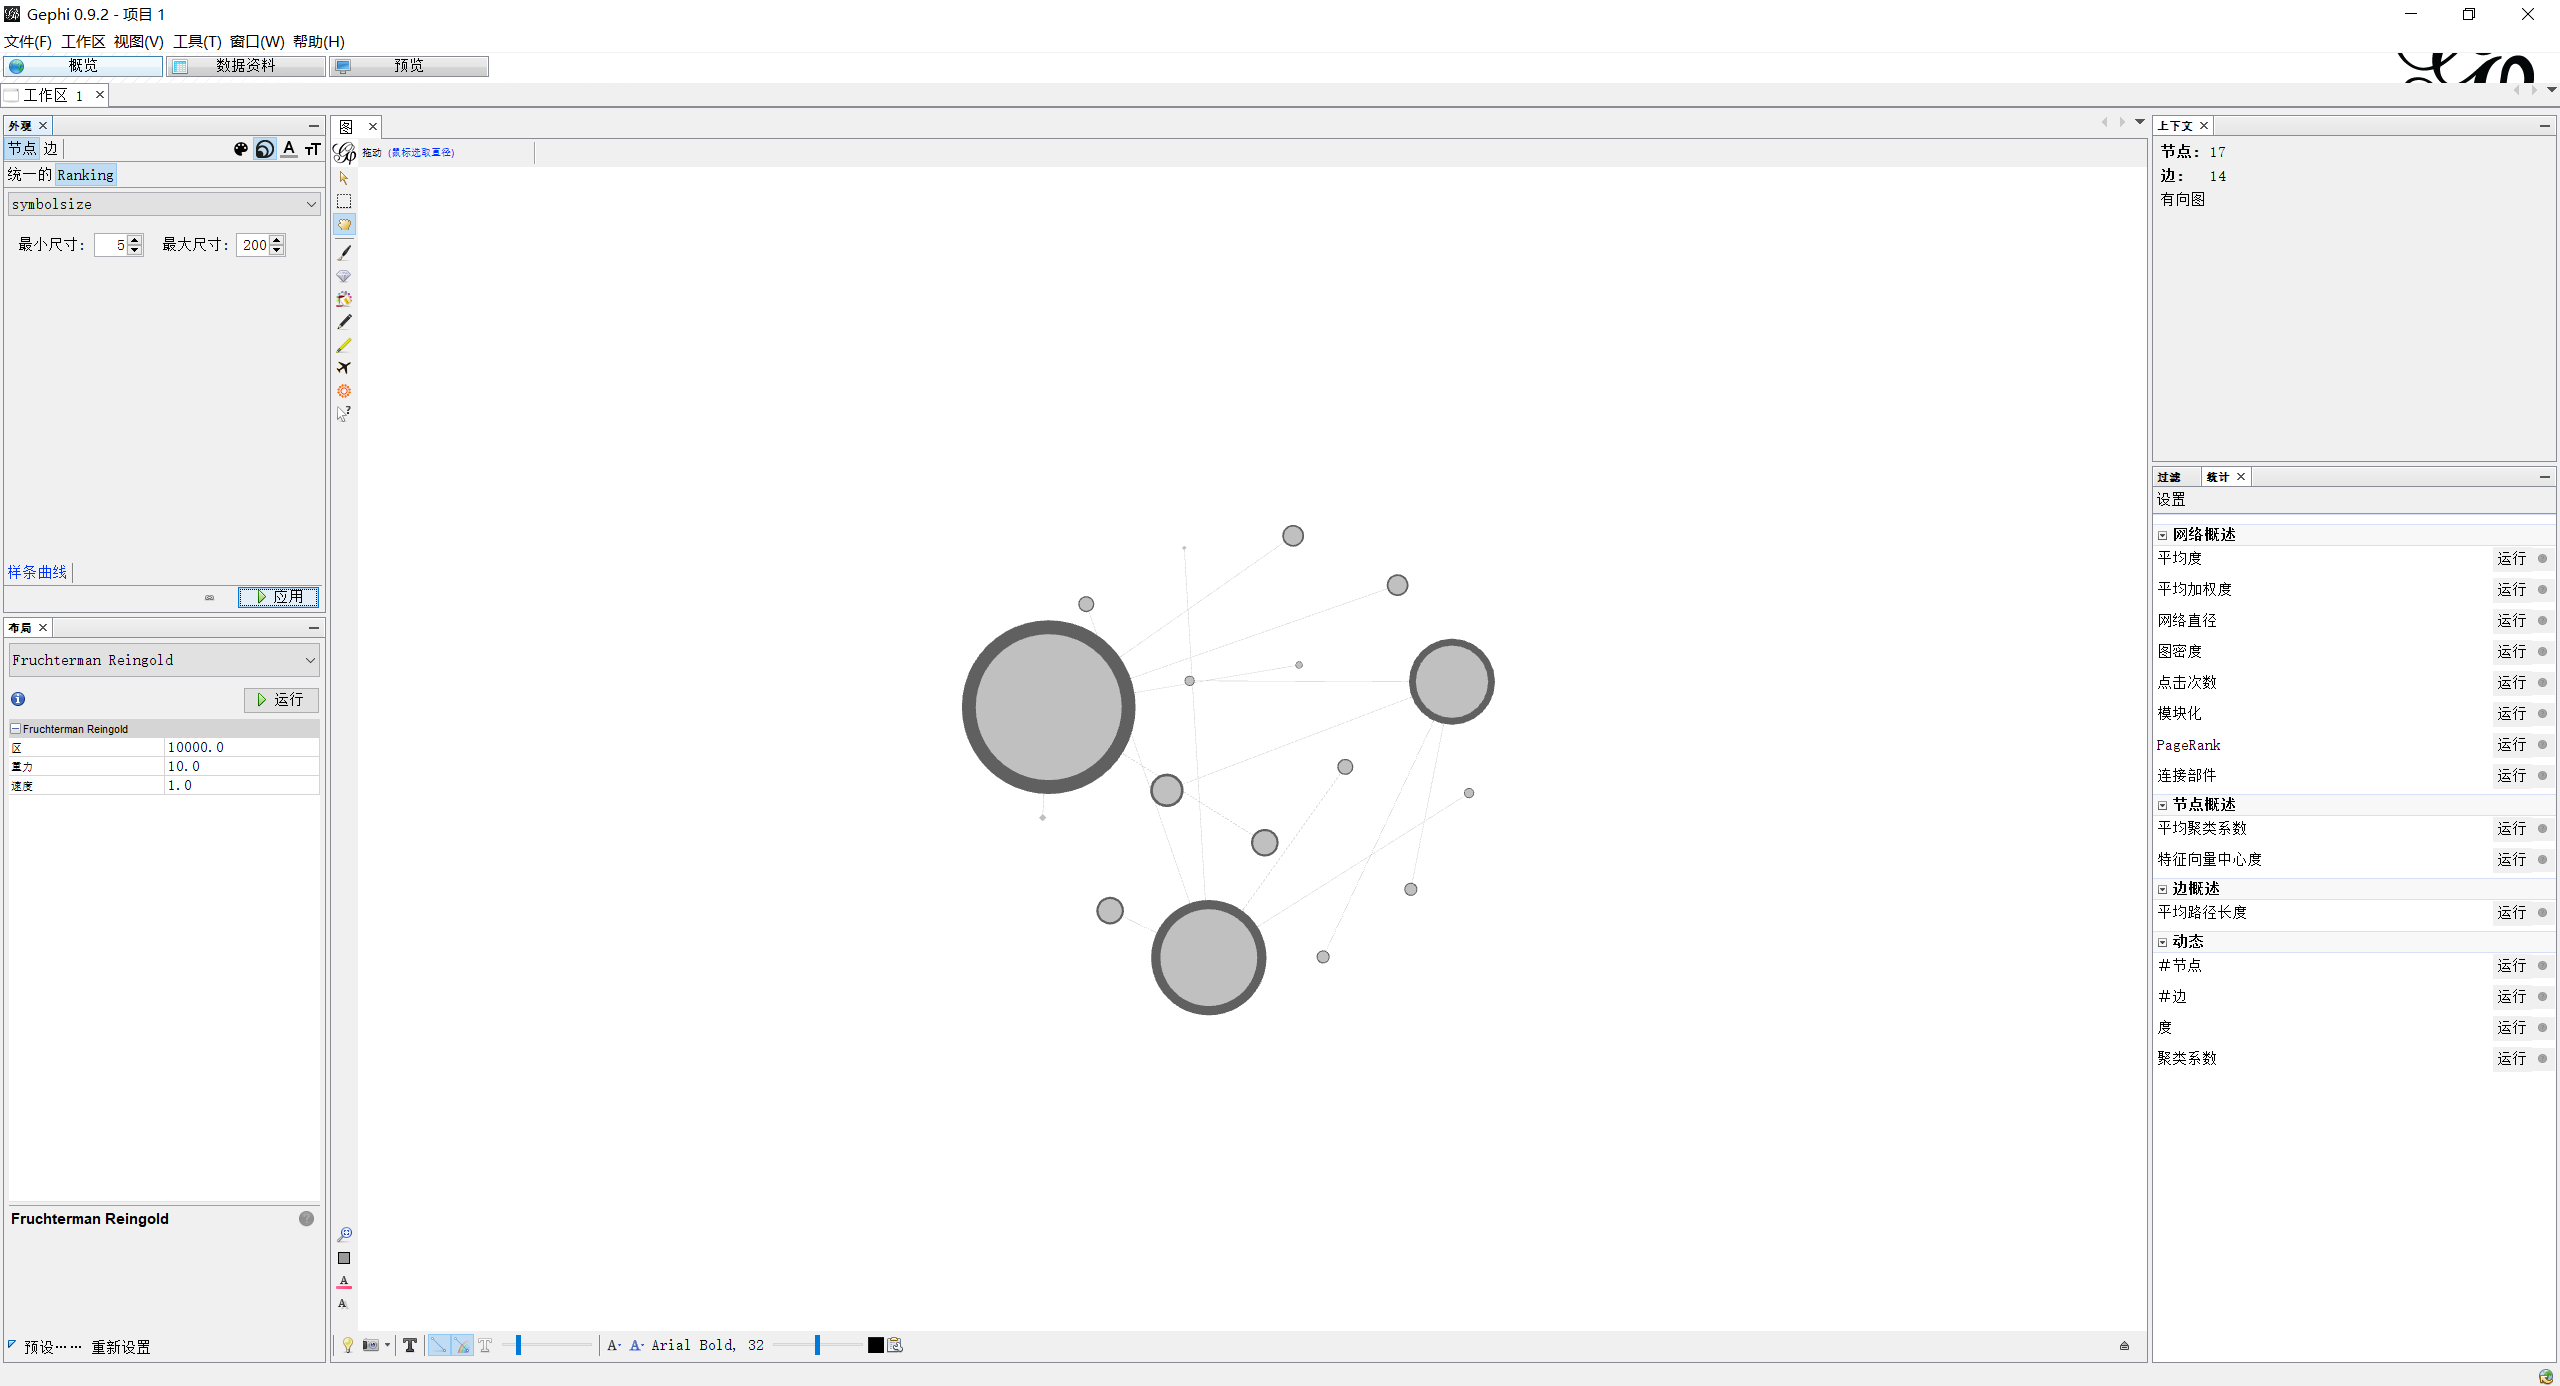 Gephi 0.9.2 - 项目 1
文件(F) 工作区 视图(V) 工具(T) 窗口(W) 帮助(H)
概览 数据资料 预览
工作区 1
外观
节点 边
统一的 Ranking
symbolsize
最小尺寸: 5 最大尺寸: 200
样条曲线
应用
布局
Fruchterman Reingold
运行
Fruchterman Reingold
区 10000.0
重力 10.0
速度 1.0
Fruchterman Reingold
预设…… 重新设置
图
拖动 (鼠标选取直径)
Arial Bold, 32
上下文
节点: 17
边: 14
有向图
过滤 统计
设置
网络概述
平均度 运行
平均加权度 运行
网络直径 运行
图密度 运行
点击次数 运行
模块化 运行
PageRank 运行
连接部件 运行
节点概述
平均聚类系数 运行
特征向量中心度 运行
边概述
平均路径长度 运行
动态
#节点 运行
#边 运行
度 运行
聚类系数 运行